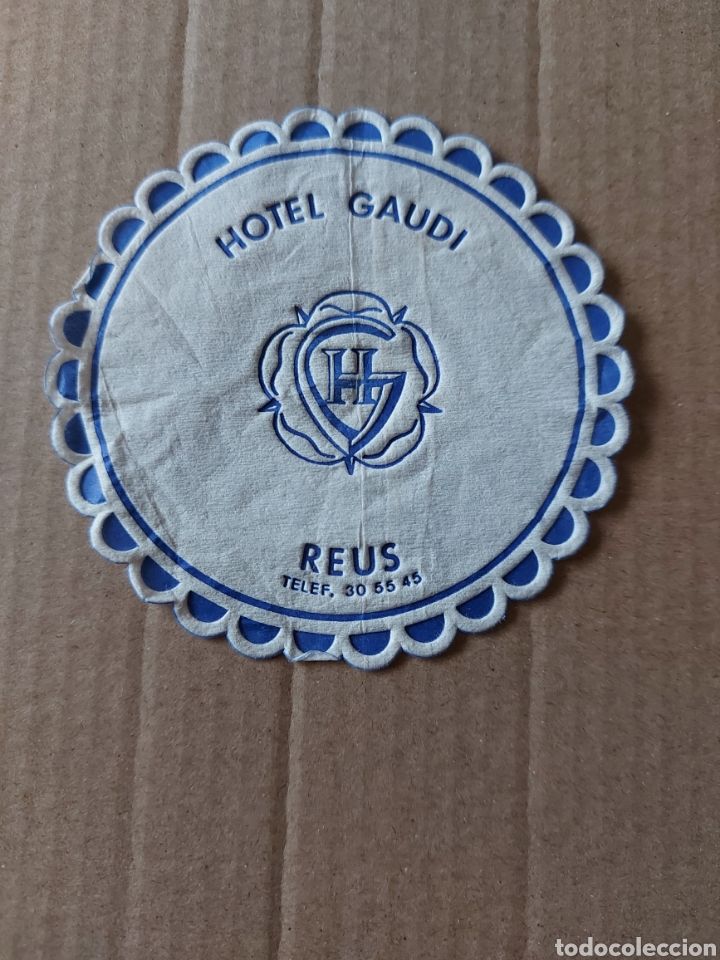 HOTEL GAUDI
HG
REUS
TELEF. 30 55 45
todocoleccion